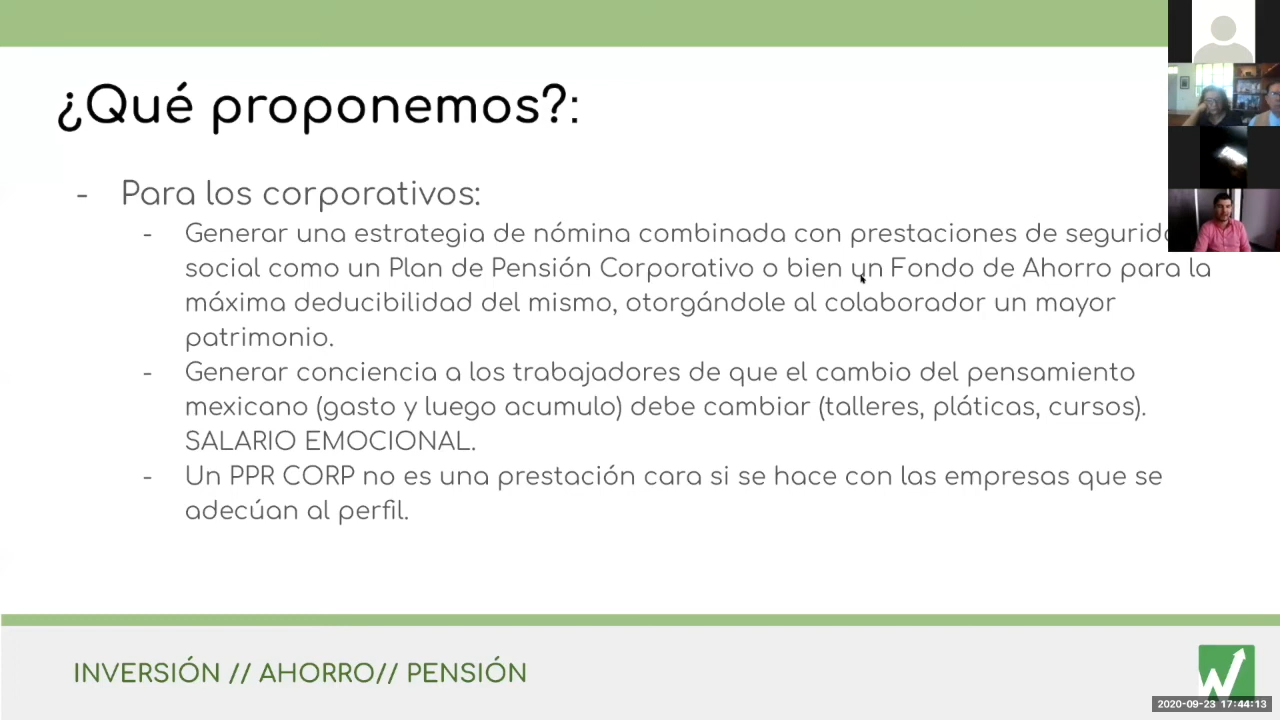 ¿Qué proponemos?:
- Para los corporativos:
- Generar una estrategia de nómina combinada con prestaciones de
social como un Plan de Pensión Corporativo o bien un Fondo de Ahorro para la
máxima deducibilidad del mismo, otorgándole al colaborador un mayor
patrimonio.
- Generar conciencia a los trabajadores de que el cambio del pensamiento
mexicano (gasto y luego acumulo) debe cambiar (talleres, pláticas, cursos).
SALARIO EMOCIONAL.
- Un PPR CORP no es una prestación cara si se hace con las empresas que se
adecúan al perfil.
INVERSIÓN // AHORRO// PENSIÓN
W
2020-09-23 17:44:13